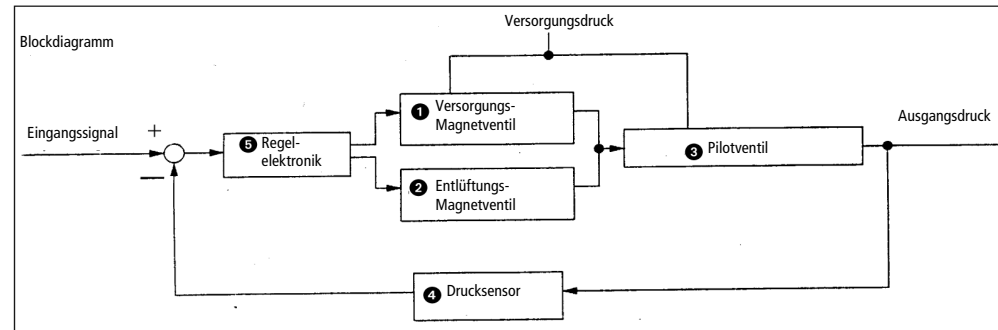 Versorgungsdruck
Blockdiagramm
❶ Versorgungs-
Magnetventil
Eingangssignal
+
−
❺ Regel-
elektronik
❷ Entlüftungs-
Magnetventil
❸ Pilotventil
Ausgangsdruck
❹ Drucksensor